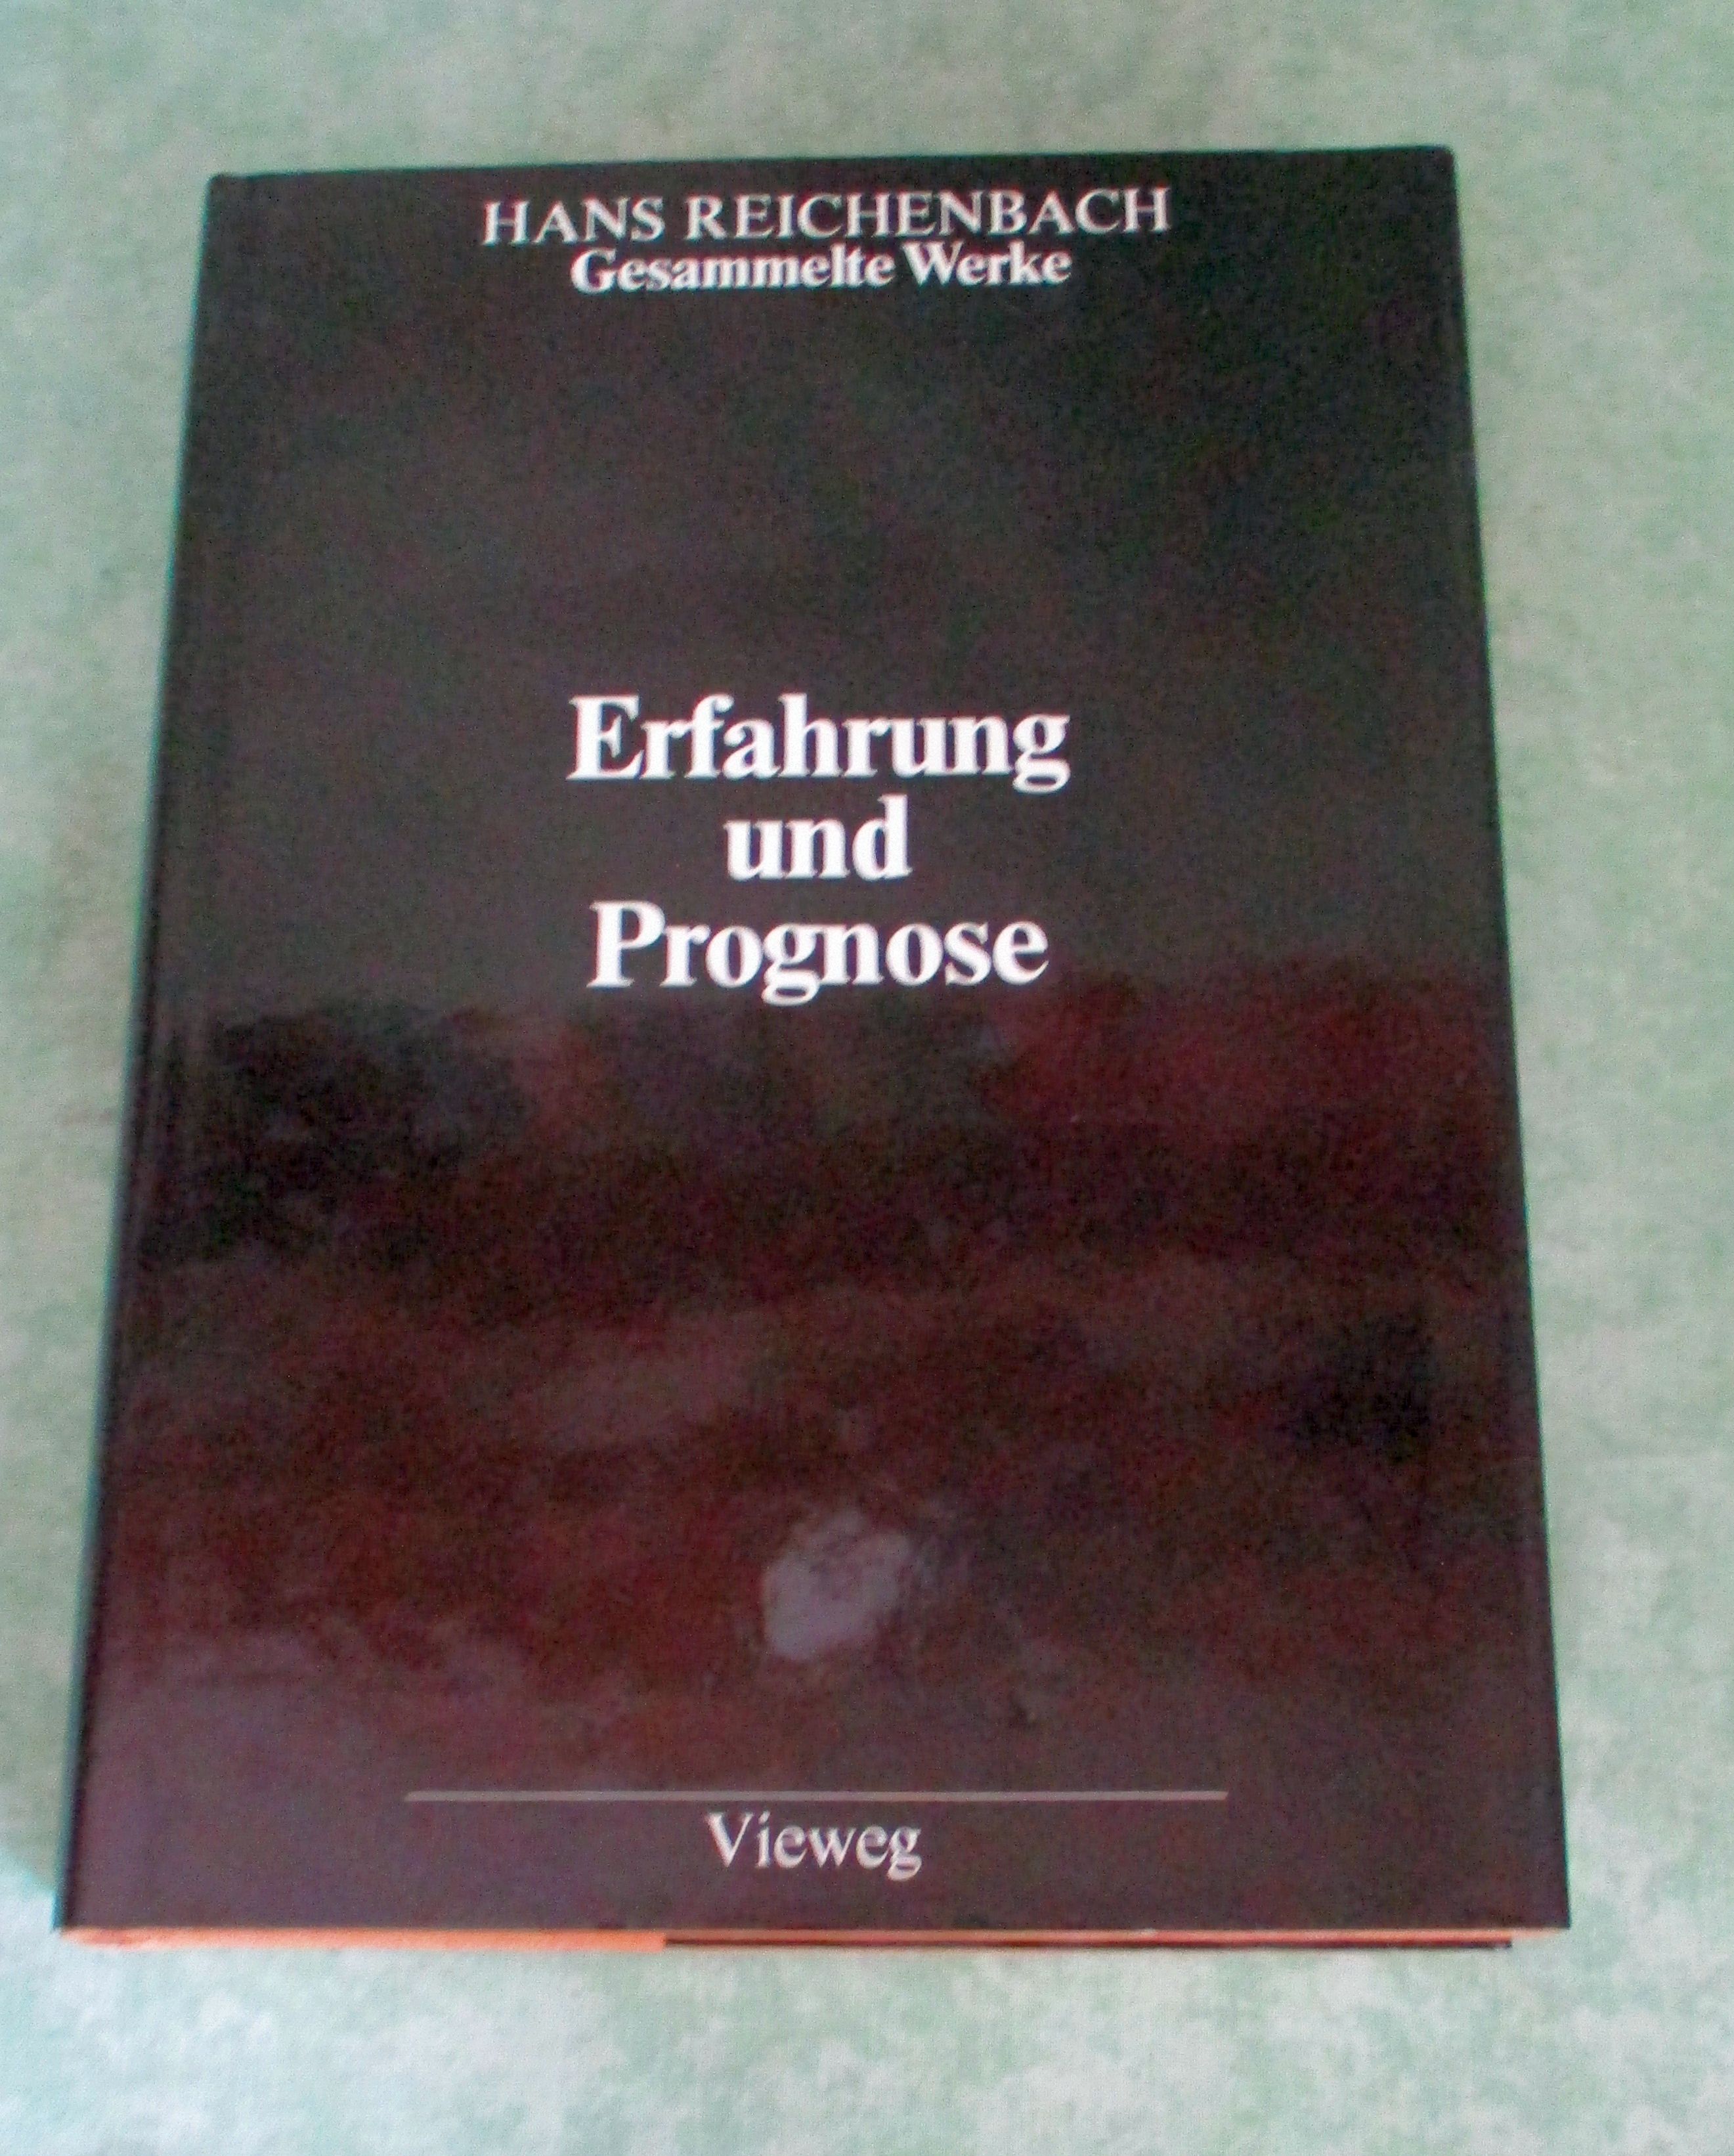 HANS REICHENBACH
Gesammelte Werke
Erfahrung
und
Prognose
Vieweg